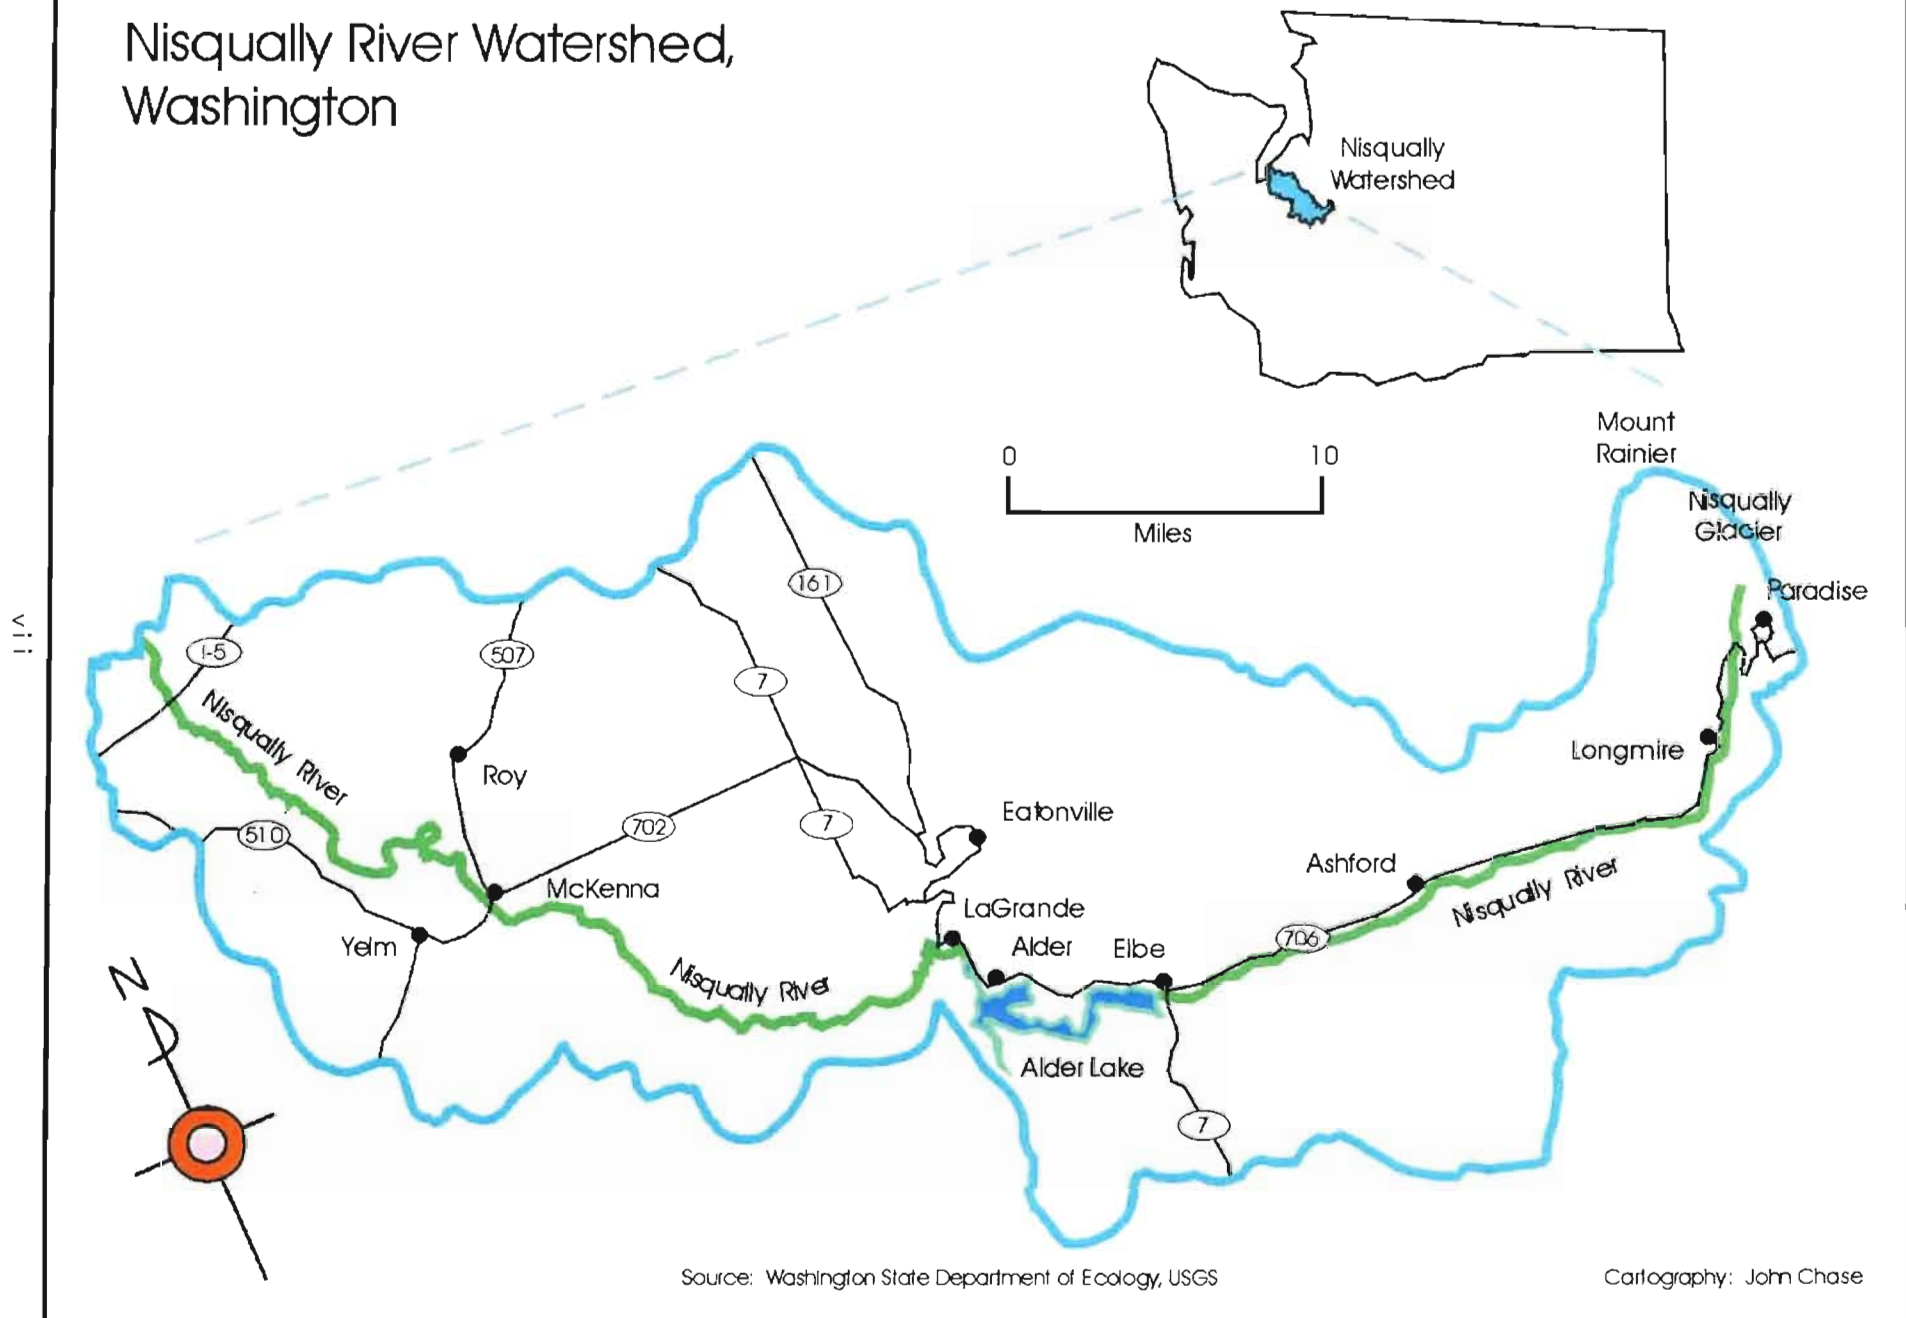 Nisqually River Watershed,
Washington
Nisqually
Watershed
0 10
Miles
Mount
Rainier
Nisqually
Glacier
Paradise
161
I-5
507
7
Nisqually River
Roy
Longmire
510
702
7
Eatonville
McKenna
Ashford
Nisqually River
LaGrande
Yelm
706
Alder
Elbe
Nisqually River
Alder Lake
7
N
vii
Source: Washington State Department of Ecology, USGS
Cartography: John Chase